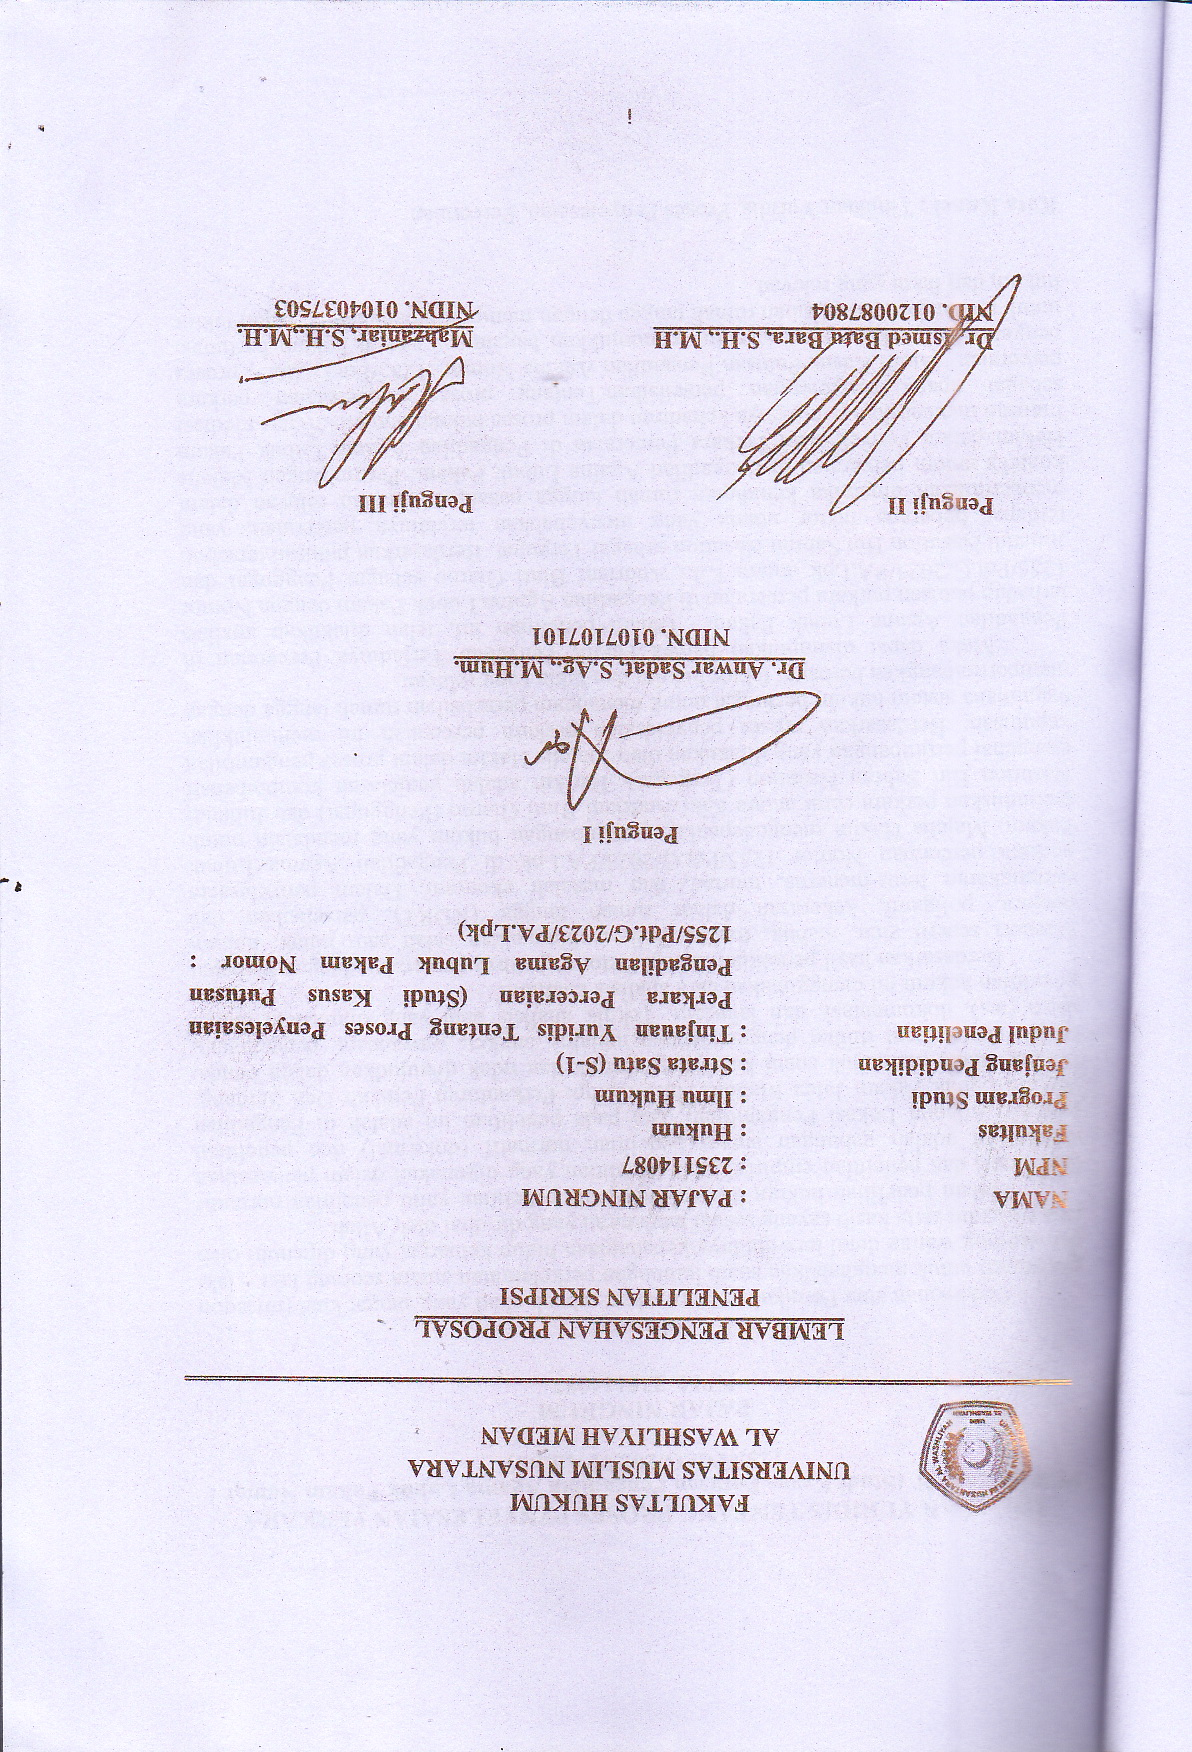 FAKULTAS HUKUM
UNIVERSITAS MUSLIM NUSANTARA
AL WASHLIYAH MEDAN
LEMBAR PENGESAHAN PROPOSAL
PENELITIAN SKRIPSI
NAMA : PAJAR NINGRUM
NPM : 235114087
Fakultas : Hukum
Program Studi : Ilmu Hukum
Jenjang Pendidikan : Strata Satu (S-1)
Judul Penelitian : Tinjauan Yuridis Tentang Proses Penyelesaian
Perkara Perceraian (Studi Kasus Putusan
Pengadilan Agama Lubuk Pakam Nomor :
1255/Pdt.G/2023/PA.Lpk)
Penguji I
Dr. Anwar Sadat, S.Ag., M.Hum.
NIDN. 0107107101
Penguji II Penguji III
Dr. Ismed Batu Bara, S.H., M.H Mahzaniar, S.H.,M.H.
NID. 0120087804 NIDN. 0104037503
i